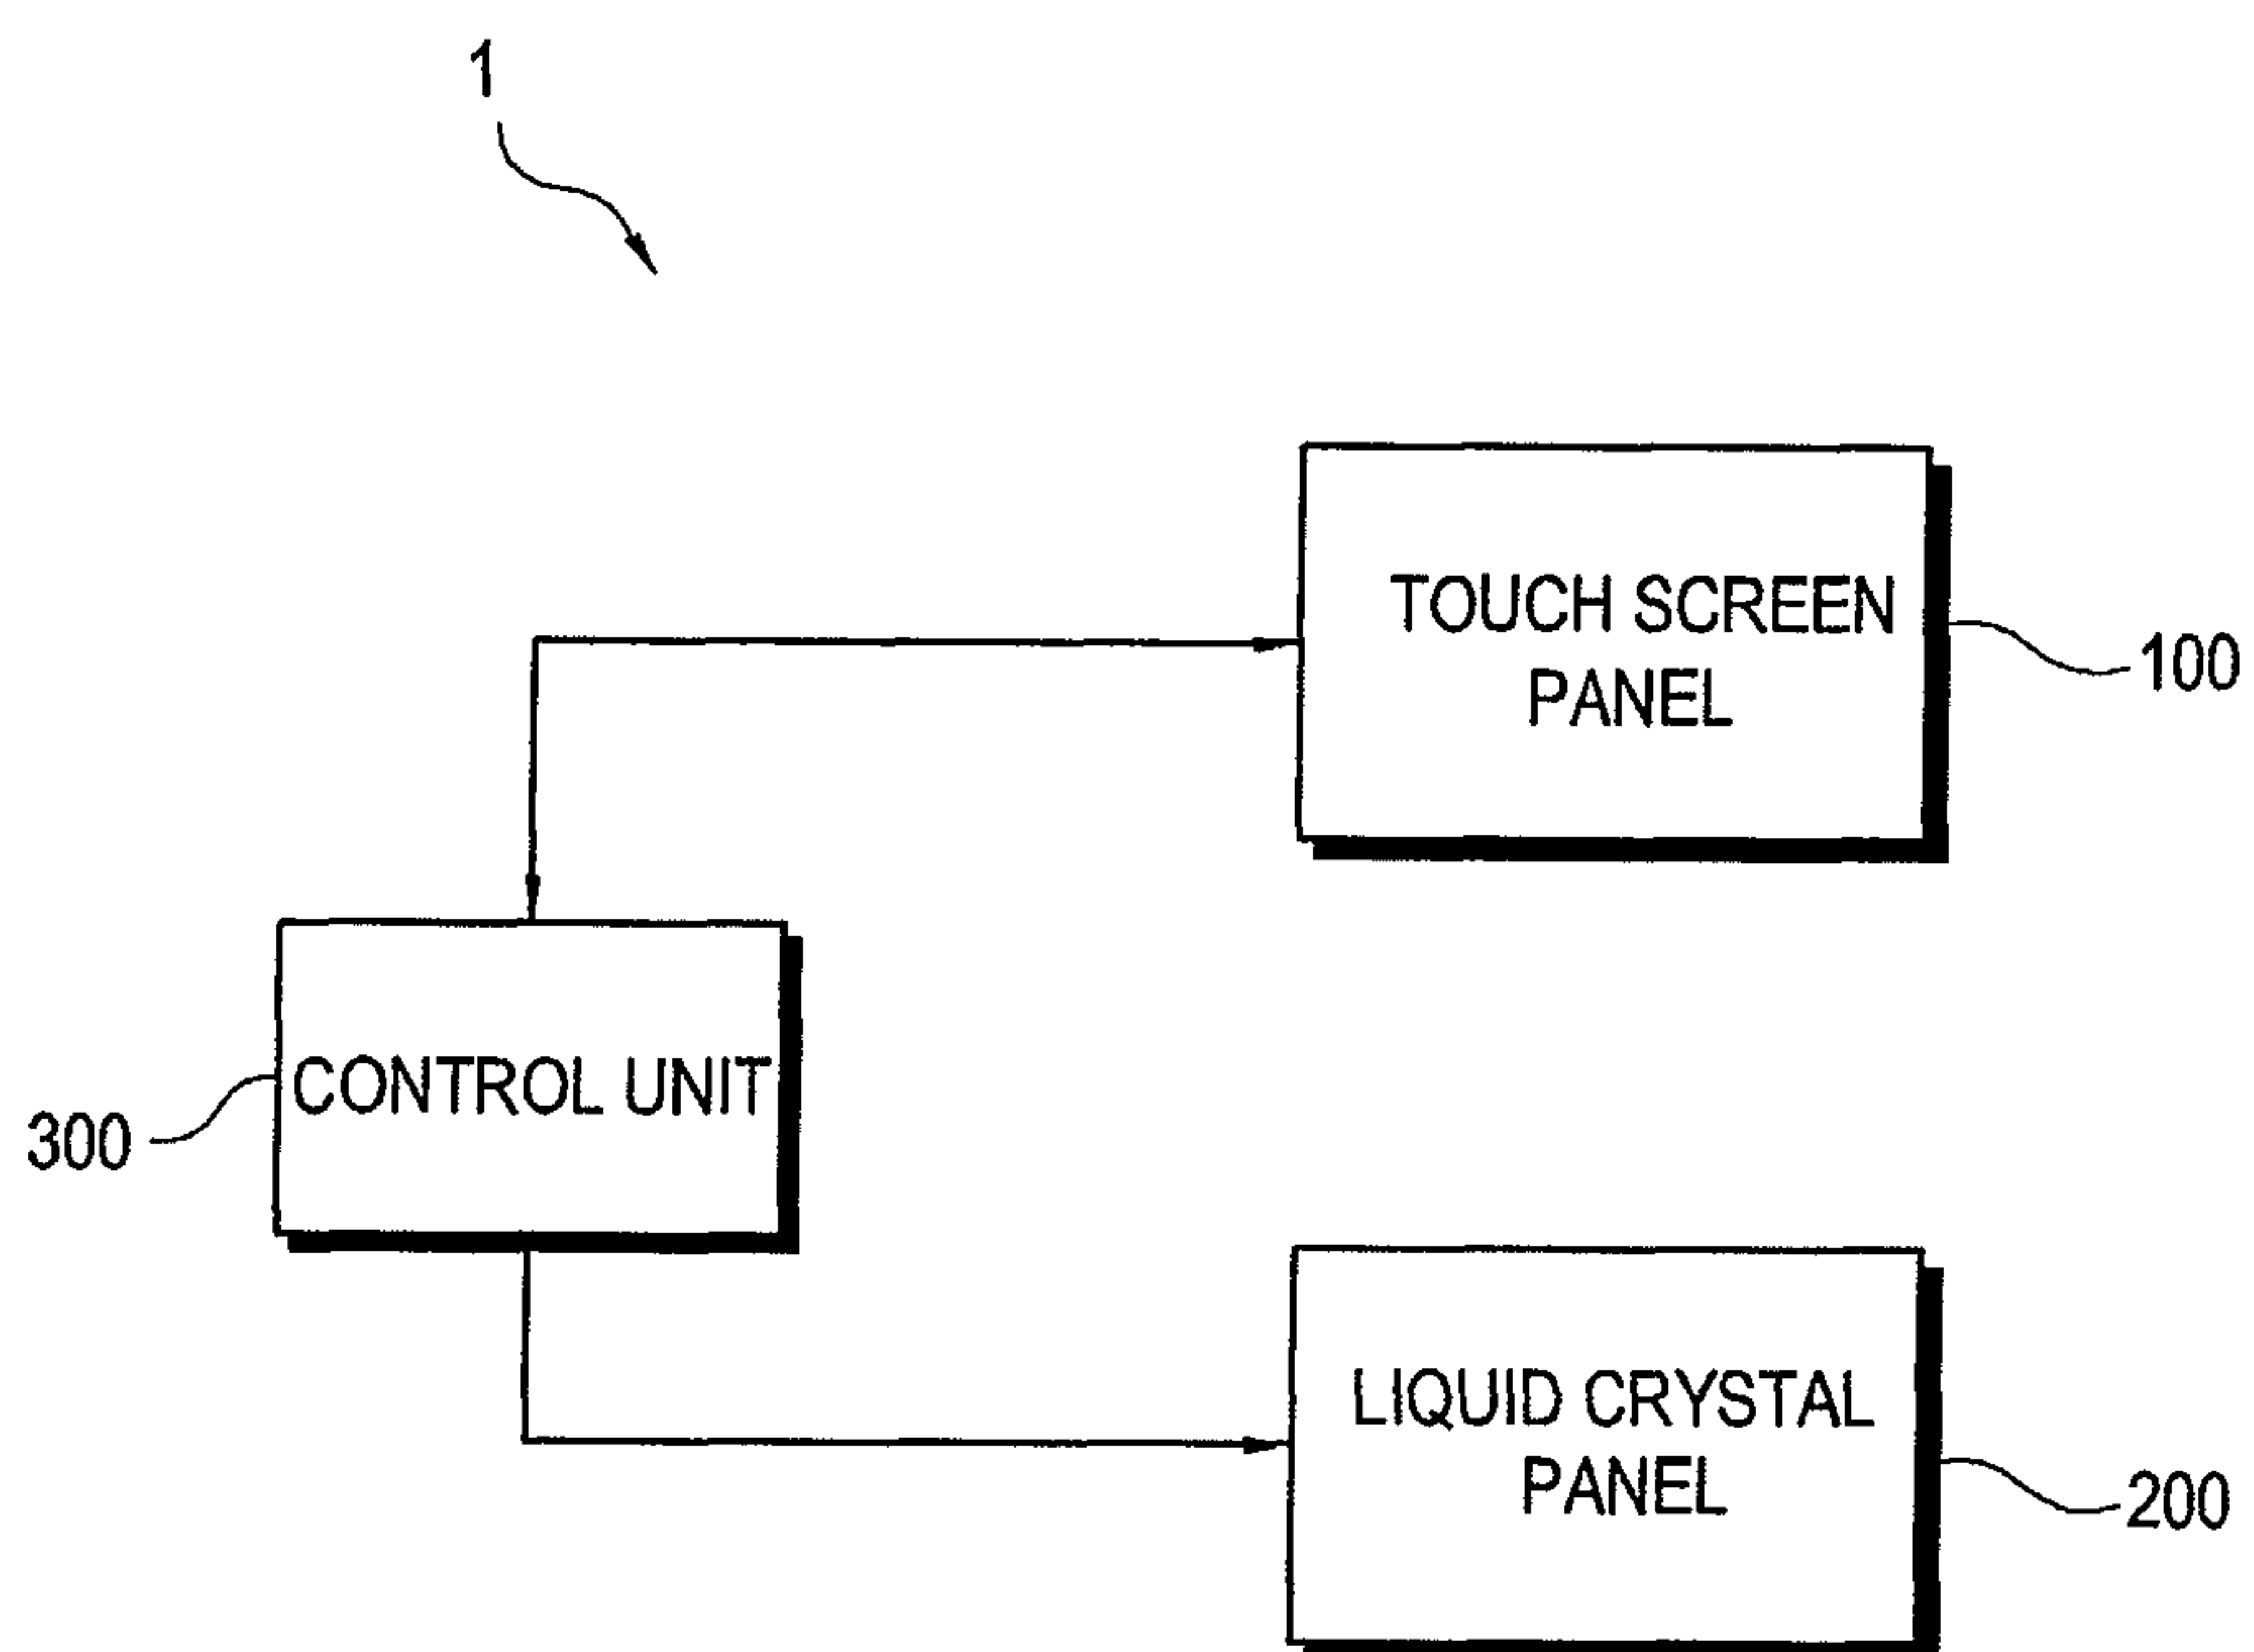 1
TOUCH SCREEN
PANEL
100
CONTROL UNIT
300
LIQUID CRYSTAL
PANEL
200